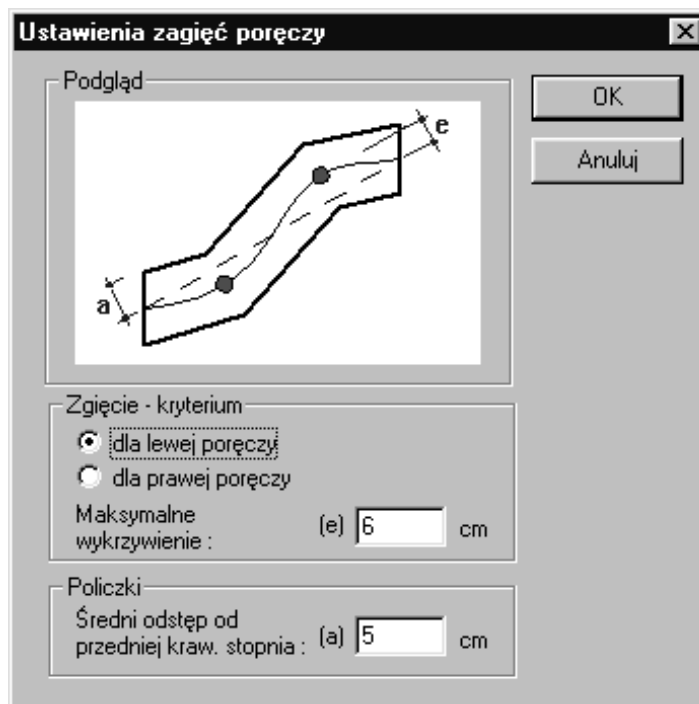 Ustawienia zagięć poręczy
Podgląd
OK
Anuluj
e
a
Zgięcie - kryterium
dla lewej poręczy
dla prawej poręczy
Maksymalne
wykrzywienie : (e) 6 cm
Policzki
Średni odstęp od
przedniej kraw. stopnia : (a) 5 cm